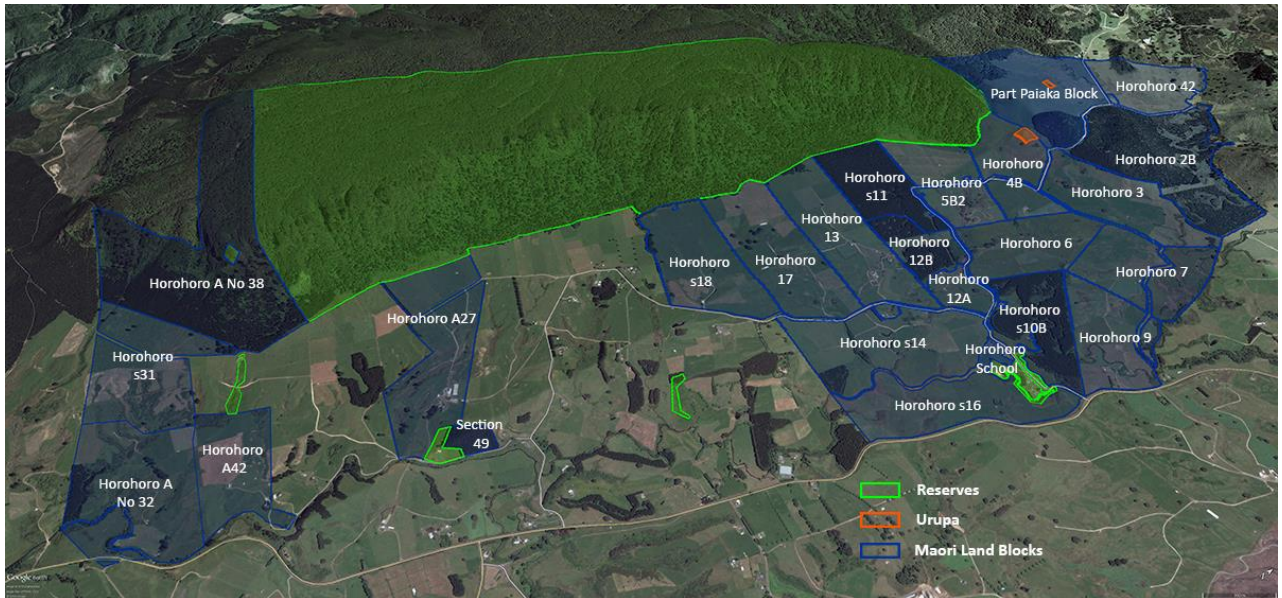 Part Paiaka Block
Horohoro 42
Horohoro 2B
Horohoro
4B
Horohoro
s11
Horohoro
5B2
Horohoro 3
Horohoro
13
Horohoro 6
Horohoro
12B
Horohoro
s18
Horohoro
17
Horohoro 7
Horohoro
12A
Horohoro A No 38
Horohoro A27
Horohoro
s10B
Horohoro 9
Horohoro s14
Horohoro
School
Horohoro
s31
Horohoro s16
Section
49
Horohoro
A42
Horohoro A
No 32
Reserves
Urupa
Maori Land Blocks
Google earth